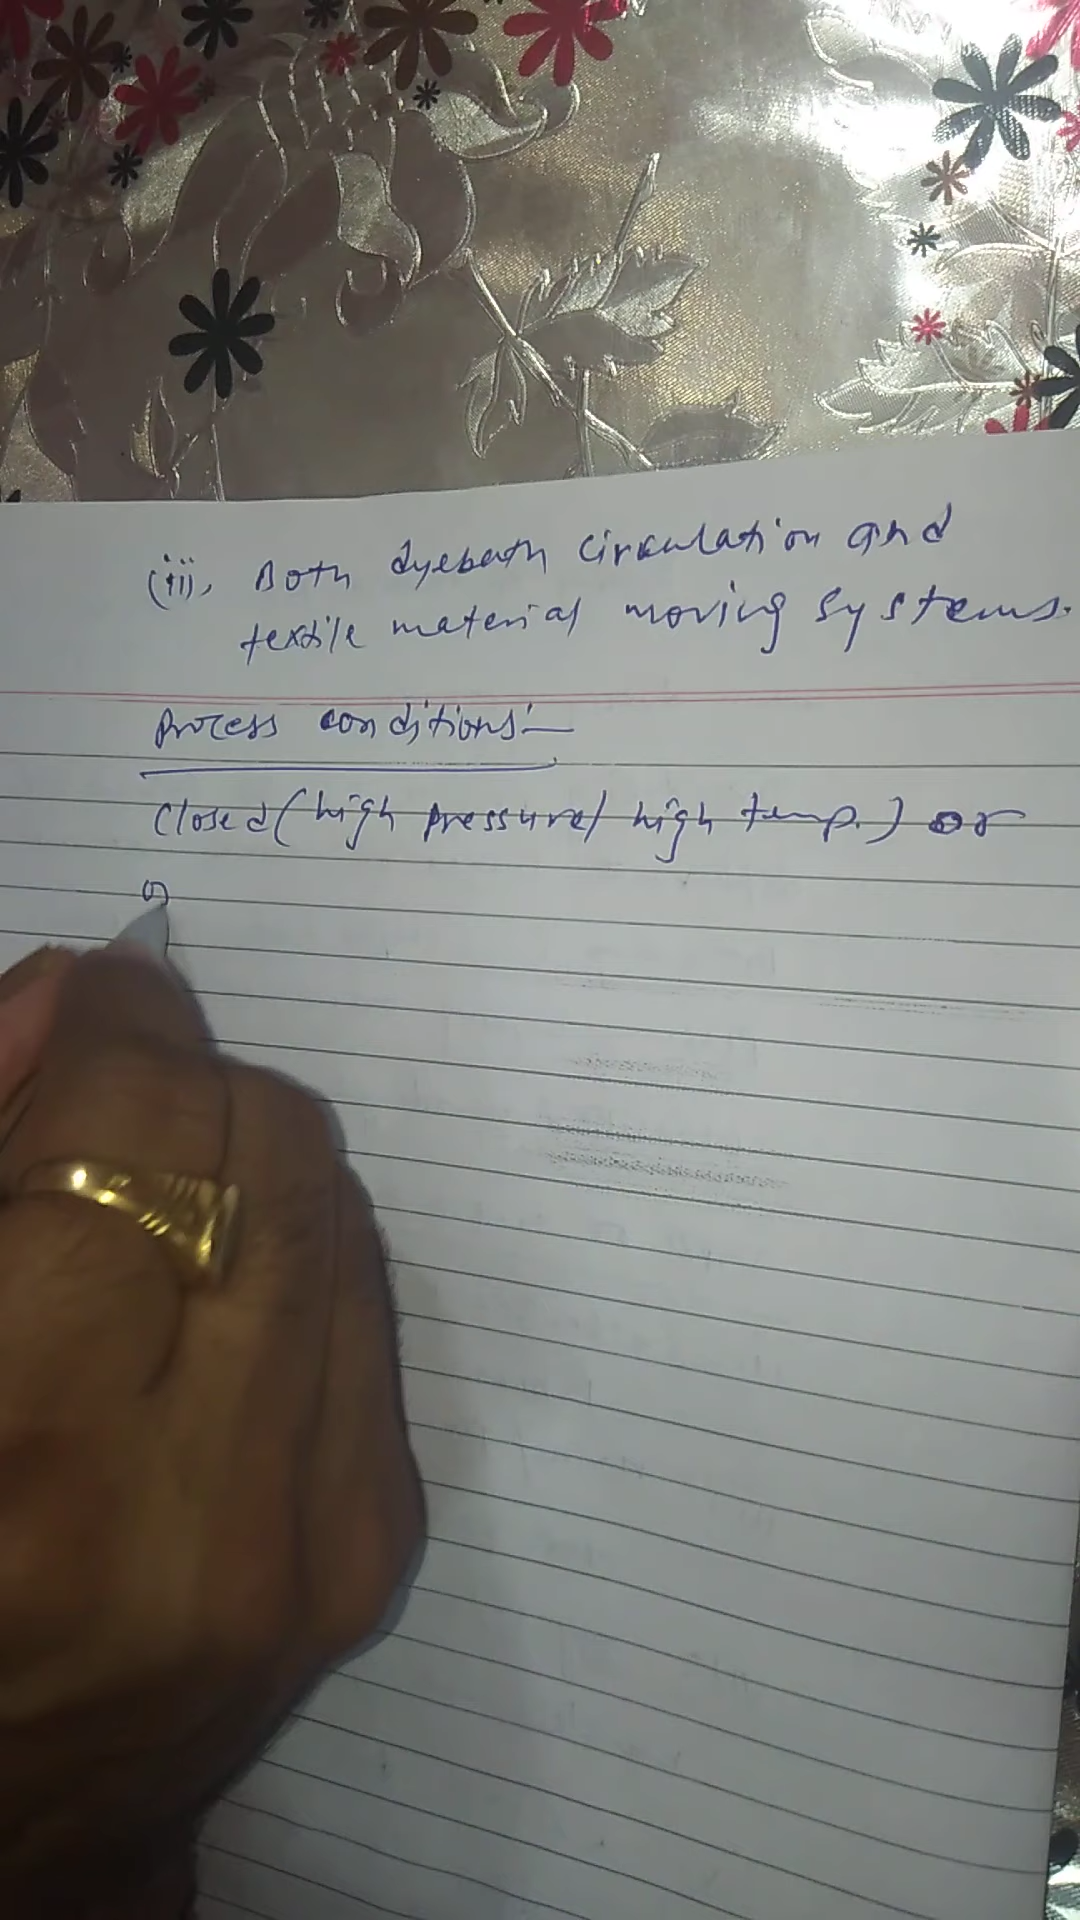 (iii), Both dyebath circulation and
textile material moving systems.
Process conditions:-
Closed (high pressure/high temp.) or